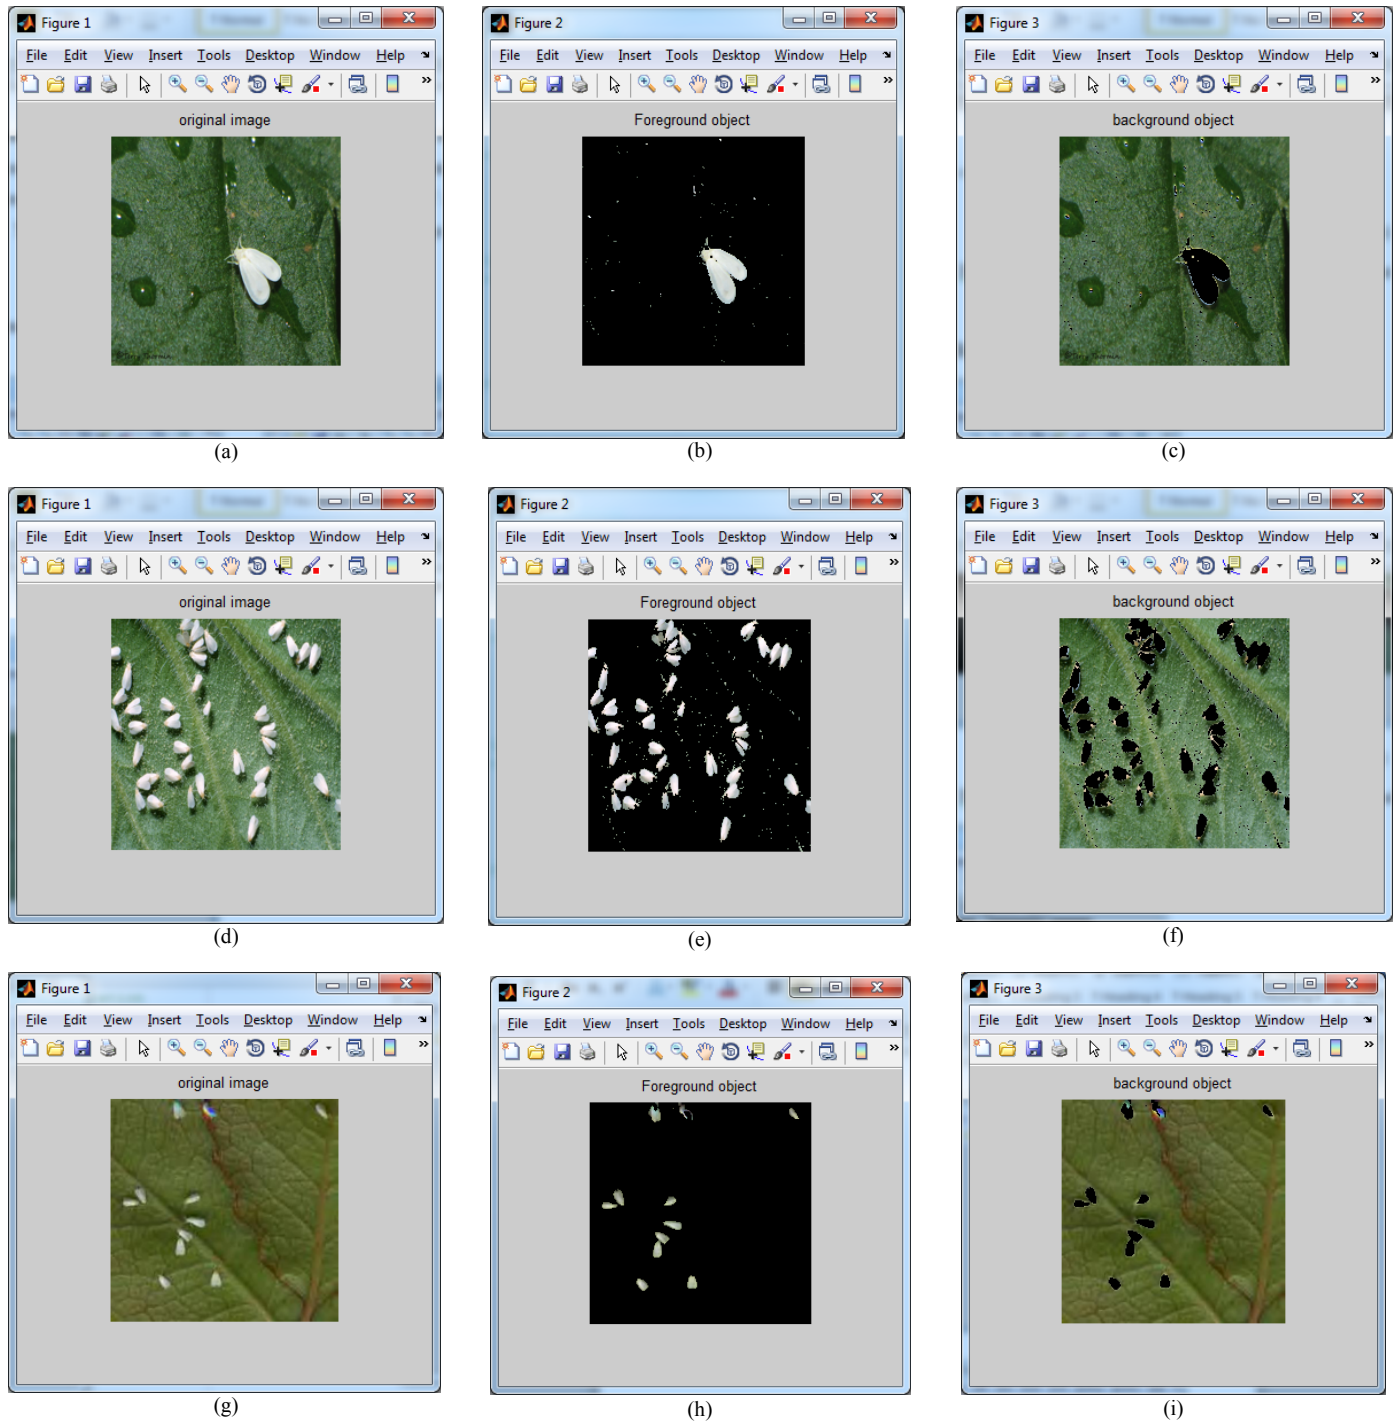 Figure 1
File Edit View Insert Tools Desktop Window Help
original image
(a)
Figure 2
File Edit View Insert Tools Desktop Window Help
Foreground object
(b)
Figure 3
File Edit View Insert Tools Desktop Window Help
background object
(c)
Figure 1
File Edit View Insert Tools Desktop Window Help
original image
(d)
Figure 2
File Edit View Insert Tools Desktop Window Help
Foreground object
(e)
Figure 3
File Edit View Insert Tools Desktop Window Help
background object
(f)
Figure 1
File Edit View Insert Tools Desktop Window Help
original image
(g)
Figure 2
File Edit View Insert Tools Desktop Window Help
Foreground object
(h)
Figure 3
File Edit View Insert Tools Desktop Window Help
background object
(i)